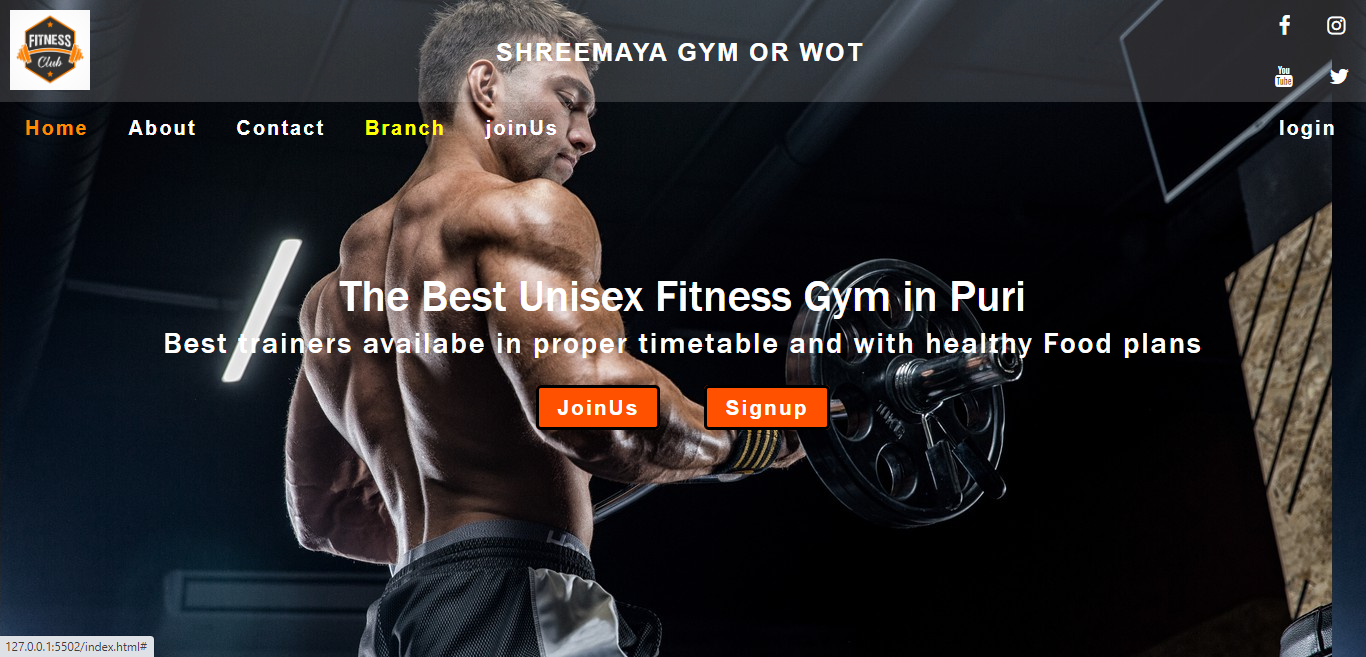 FITNESS
Club
SHREEMAYA GYM OR WOT
You
Tube
Home About Contact Branch joinUs login
The Best Unisex Fitness Gym in Puri
Best trainers availabe in proper timetable and with healthy Food plans
JoinUs Signup
10KG
127.0.0.1:5502/index.html#